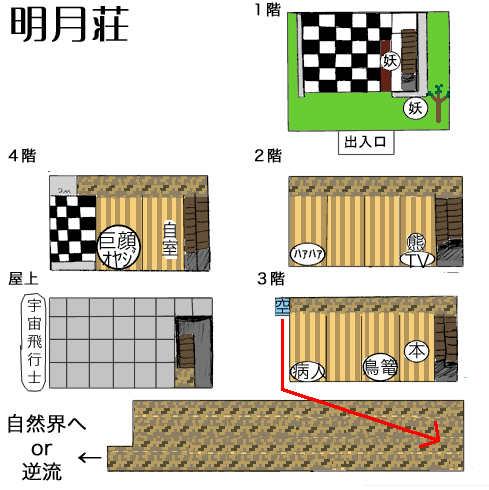 明月荘
1階
妖
妖
出入口
4階
巨顔
オヤジ
自室
2階
ハァハァ
熊
TV
屋上
宇宙飛行士
3階
空
病人
鳥篭
本
自然界へ
or
逆流
←